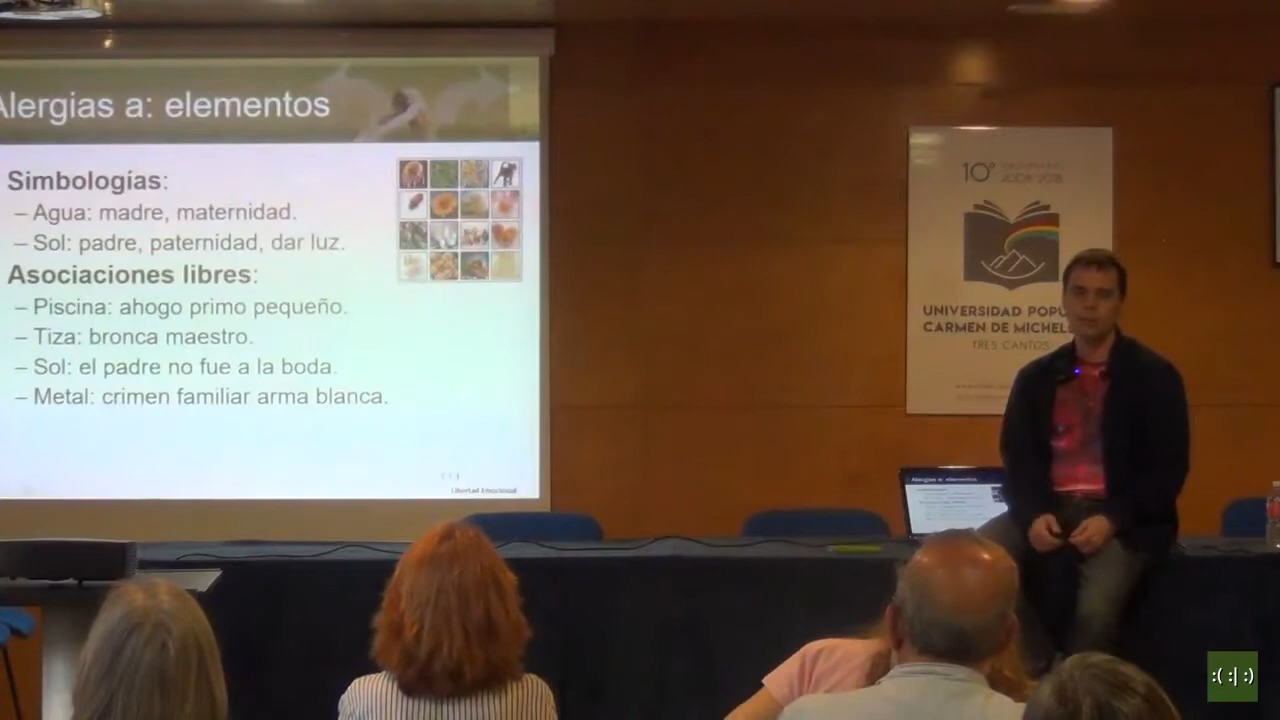 Alergias a: elementos
Simbologías:
– Agua: madre, maternidad.
– Sol: padre, paternidad, dar luz.
Asociaciones libres:
– Piscina: ahogo primo pequeño.
– Tiza: bronca maestro.
– Sol: el padre no fue a la boda.
– Metal: crimen familiar arma blanca.
Libertad Emocional
10º
UNIVERSIDAD POPU
CARMEN DE MICHEL
TRES CANTOS
Alergias a: elementos
:( :| :)